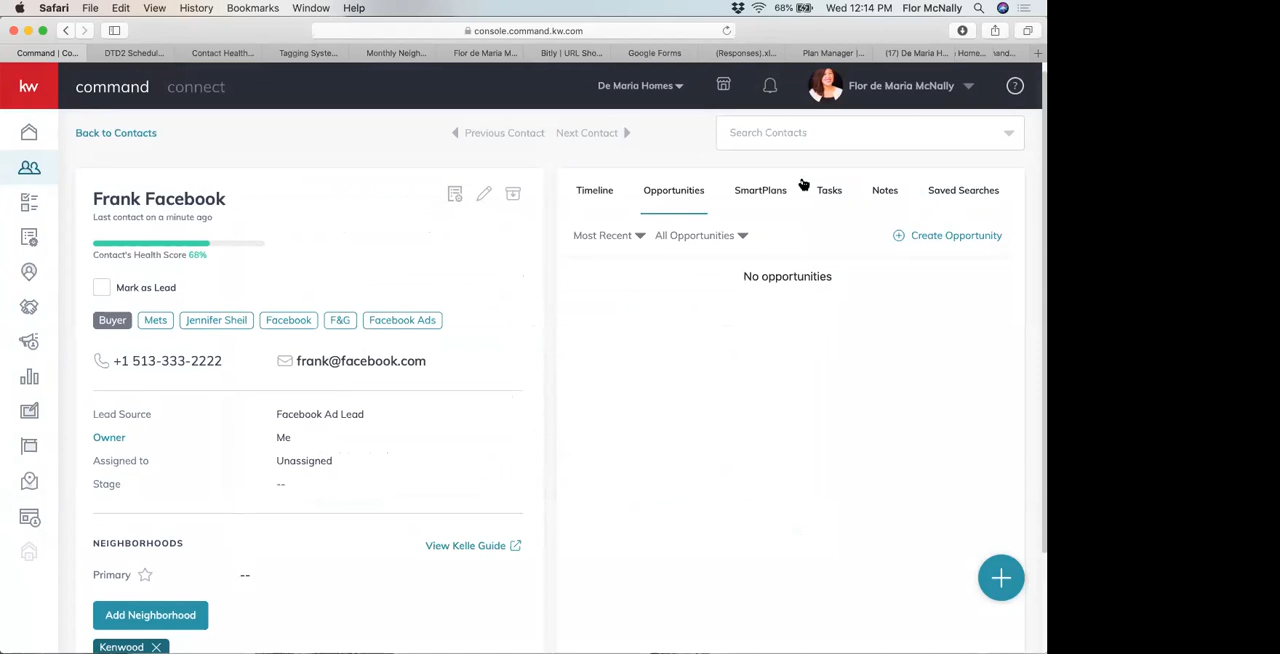 Safari File Edit View History Bookmarks Window Help 68% Wed 12:14 PM Flor McNally
console.command.kw.com
Command | Co... DTD2 Schedul... Contact Health... Tagging Syste... Monthly Neigh... Flor de Maria M... Bitly | URL Sho... Google Forms (Responses).xl... Plan Manager |... (17) De Maria H...
kw command connect De Maria Homes Flor de Maria McNally ?
Back to Contacts Previous Contact Next Contact Search Contacts
Frank Facebook
Last contact on a minute ago
Contact's Health Score 68%
Mark as Lead
Buyer Mets Jennifer Sheil Facebook F&G Facebook Ads
+1 513-333-2222 frank@facebook.com
Lead Source Facebook Ad Lead
Owner Me
Assigned to Unassigned
Stage --
NEIGHBORHOODS View Kelle Guide
Primary --
Add Neighborhood
Kenwood
Timeline Opportunities SmartPlans Tasks Notes Saved Searches
Most Recent All Opportunities Create Opportunity
No opportunities